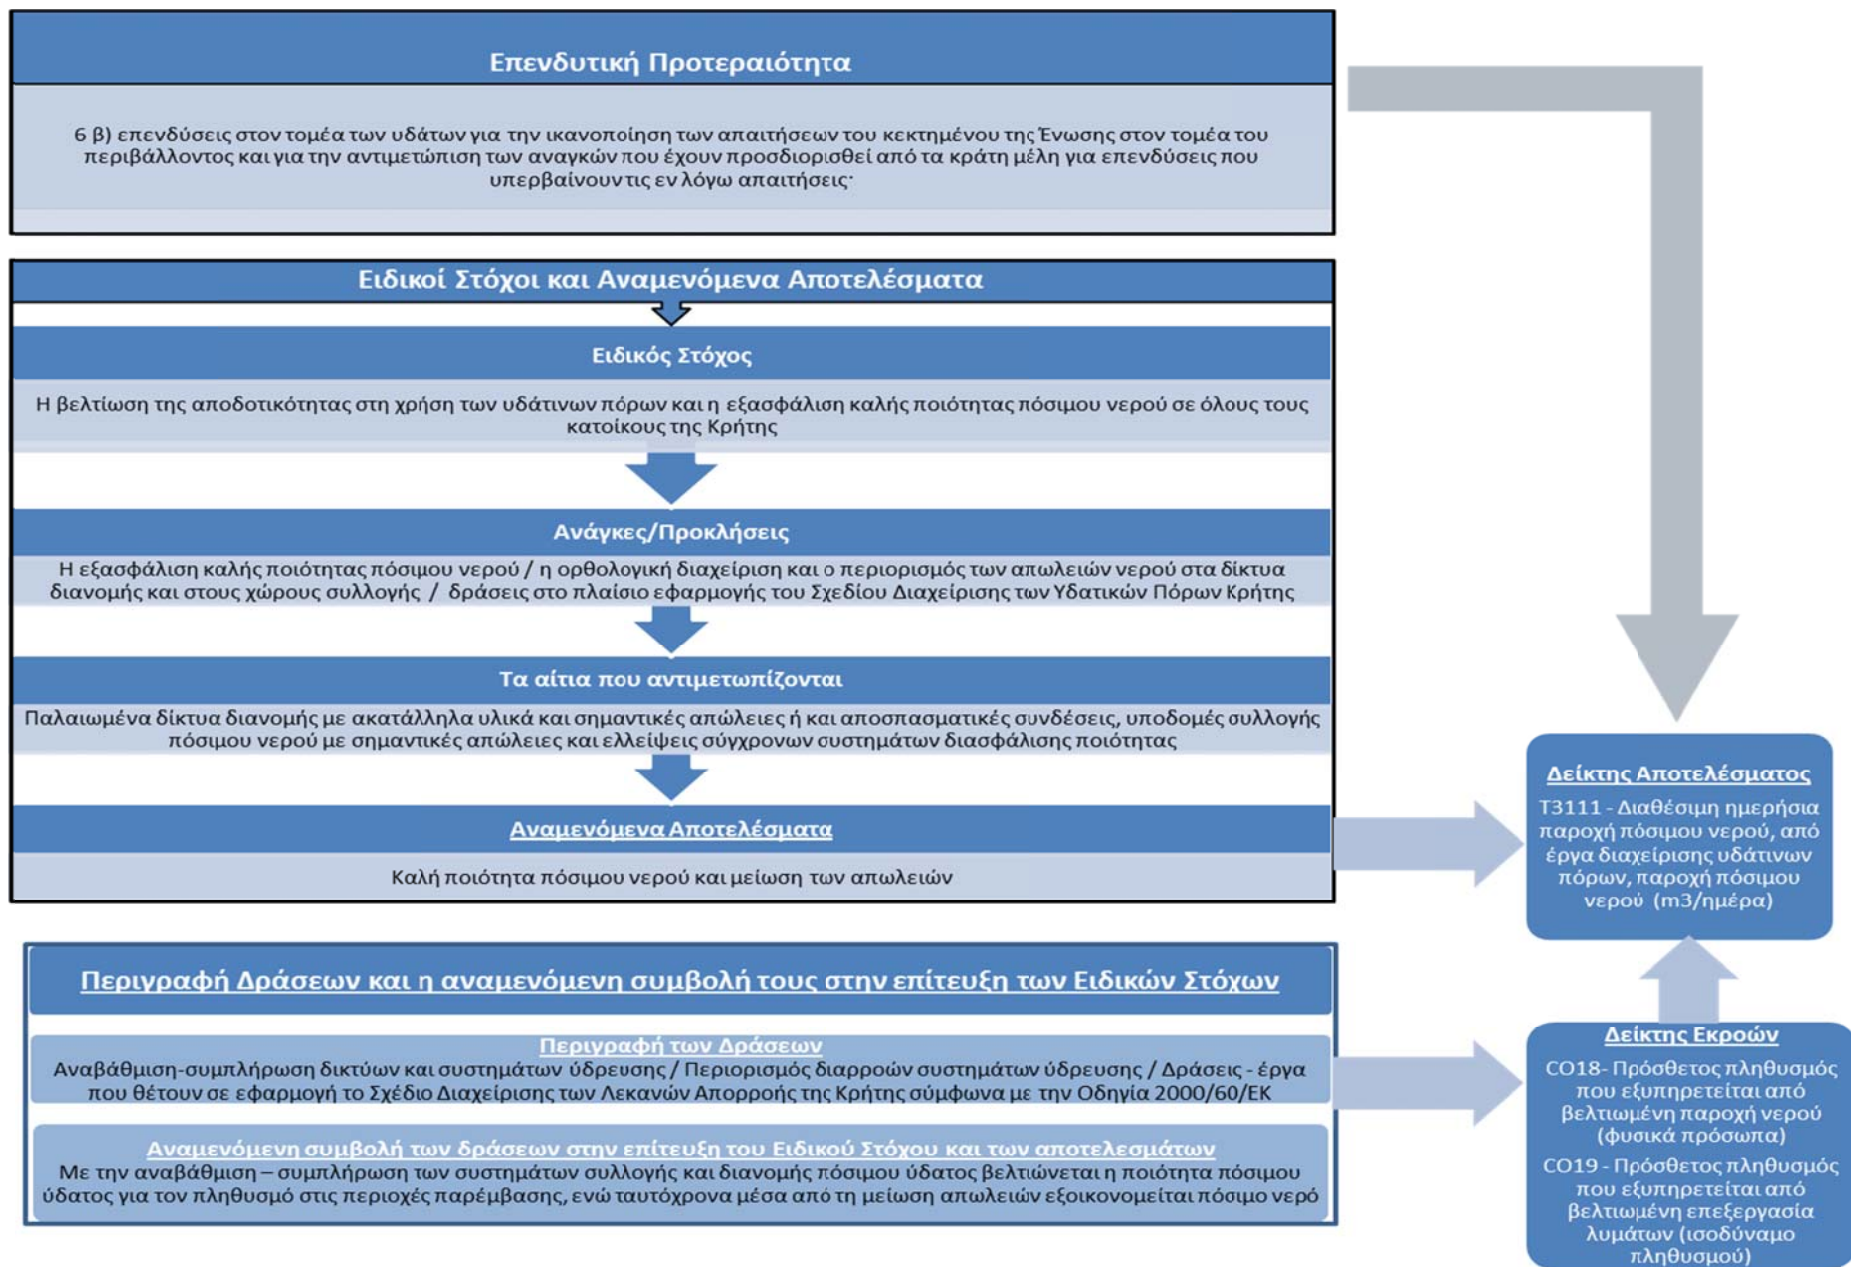 Επενδυτική Προτεραιότητα
6 β) επενδύσεις στον τομέα των υδάτων για την ικανοποίηση των απαιτήσεων του κεκτημένου της Ένωσης στον τομέα του
περιβάλλοντος και για την αντιμετώπιση των αναγκών που έχουν προσδιορισθεί από τα κράτη μέλη για επενδύσεις που
υπερβαίνουν τις εν λόγω απαιτήσεις·
Ειδικοί Στόχοι και Αναμενόμενα Αποτελέσματα
Ειδικός Στόχος
Η βελτίωση της αποδοτικότητας στη χρήση των υδάτινων πόρων και η εξασφάλιση καλής ποιότητας πόσιμου νερού σε όλους τους
κατοίκους της Κρήτης
Ανάγκες/Προκλήσεις
Η εξασφάλιση καλής ποιότητας πόσιμου νερού / η ορθολογική διαχείριση και ο περιορισμός των απωλειών νερού στα δίκτυα
διανομής και στους χώρους συλλογής / δράσεις στο πλαίσιο εφαρμογής του Σχεδίου Διαχείρισης των Υδατικών Πόρων Κρήτης
Τα αίτια που αντιμετωπίζονται
Παλαιωμένα δίκτυα διανομής με ακατάλληλα υλικά και σημαντικές απώλειες ή και αποσπασματικές συνδέσεις, υποδομές συλλογής
πόσιμου νερού με σημαντικές απώλειες και ελλείψεις σύγχρονων συστημάτων διασφάλισης ποιότητας
Αναμενόμενα Αποτελέσματα
Καλή ποιότητα πόσιμου νερού και μείωση των απωλειών
Δείκτης Αποτελέσματος
Τ3111 - Διαθέσιμη ημερήσια
παροχή πόσιμου νερού, από
έργα διαχείρισης υδάτινων
πόρων, παροχή πόσιμου
νερού (m3/ημέρα)
Περιγραφή Δράσεων και η αναμενόμενη συμβολή τους στην επίτευξη των Ειδικών Στόχων
Περιγραφή των Δράσεων
Αναβάθμιση-συμπλήρωση δικτύων και συστημάτων ύδρευσης / Περιορισμός διαρροών συστημάτων ύδρευσης / Δράσεις - έργα
που θέτουν σε εφαρμογή το Σχέδιο Διαχείρισης των Λεκανών Απορροής της Κρήτης σύμφωνα με την Οδηγία 2000/60/ΕΚ
Αναμενόμενη συμβολή των δράσεων στην επίτευξη του Ειδικού Στόχου και των αποτελεσμάτων
Με την αναβάθμιση – συμπλήρωση των συστημάτων συλλογής και διανομής πόσιμου ύδατος βελτιώνεται η ποιότητα πόσιμου
ύδατος για τον πληθυσμό στις περιοχές παρέμβασης, ενώ ταυτόχρονα μέσα από τη μείωση απωλειών εξοικονομείται πόσιμο νερό
Δείκτης Εκροών
CO18- Πρόσθετος πληθυσμός
που εξυπηρετείται από
βελτιωμένη παροχή νερού
(φυσικά πρόσωπα)
CO19 - Πρόσθετος πληθυσμός
που εξυπηρετείται από
βελτιωμένη επεξεργασία
λυμάτων (ισοδύναμο
πληθυσμού)